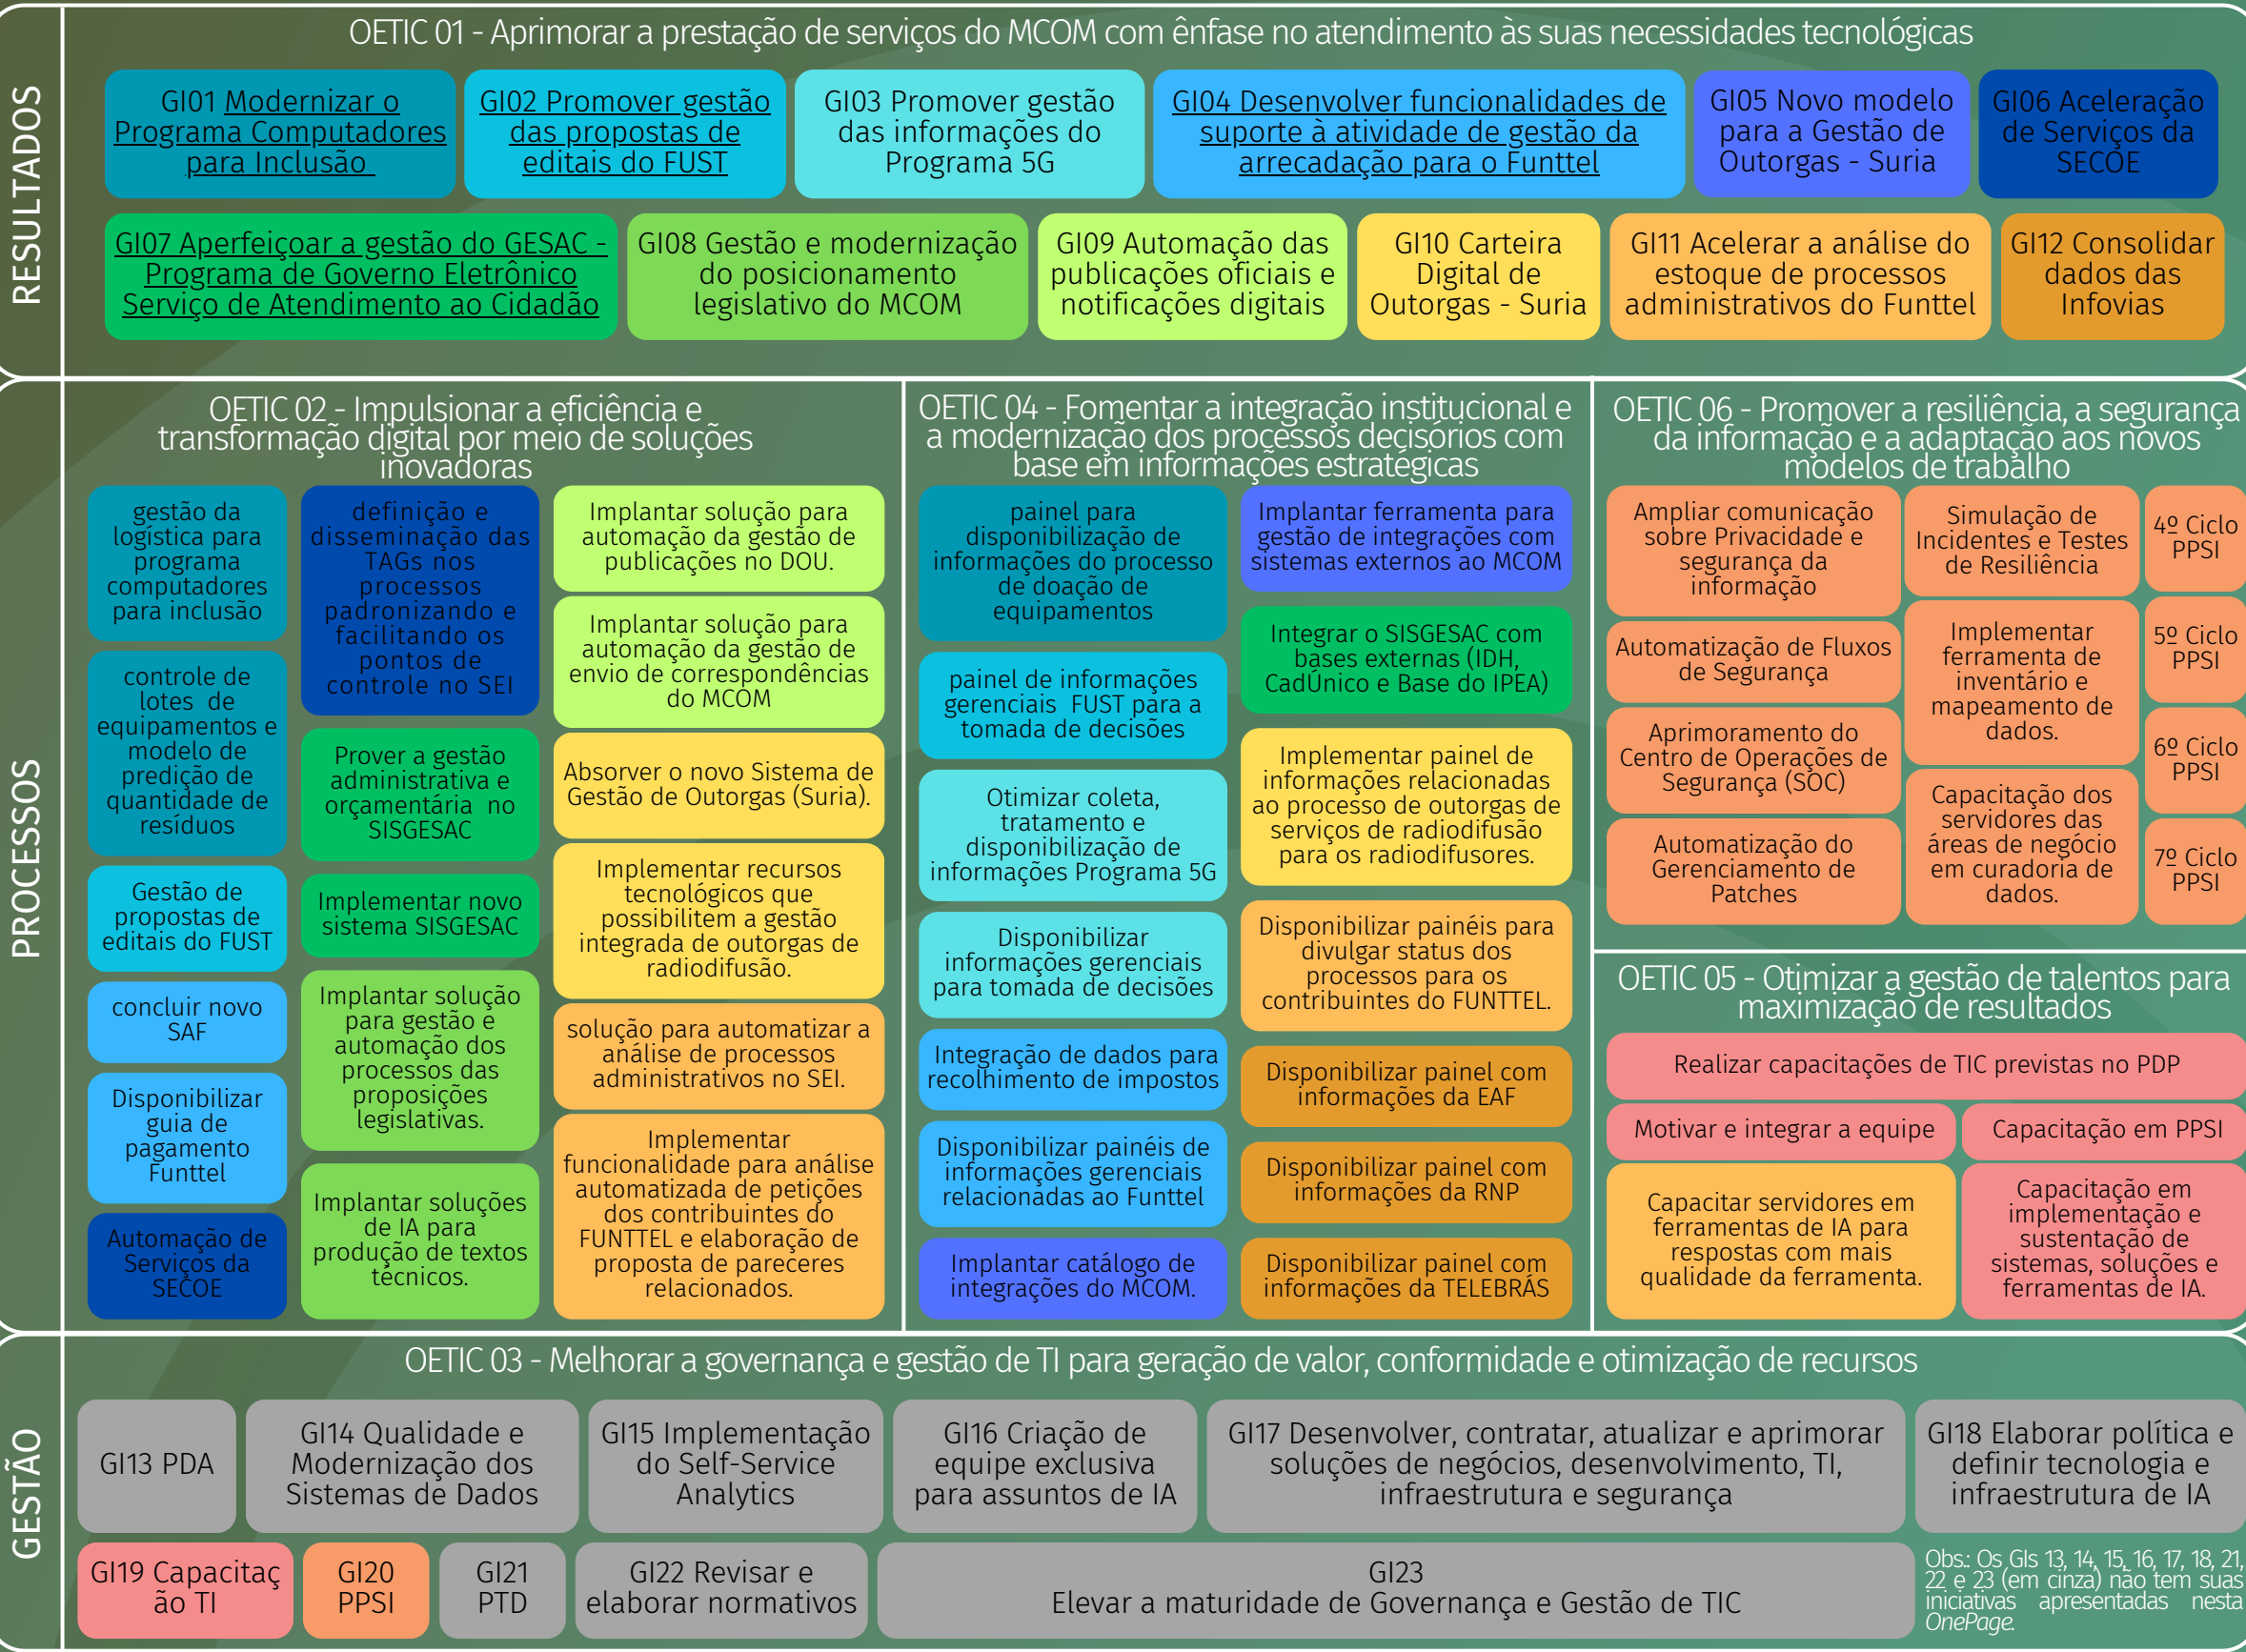 RESULTADOS
OETIC 01 - Aprimorar a prestação de serviços do MCOM com ênfase no atendimento às suas necessidades tecnológicas
GI01 Modernizar o
Programa Computadores
para Inclusão
GI02 Promover gestão
das propostas de
editais do FUST
GI03 Promover gestão
das informações do
Programa 5G
GI04 Desenvolver funcionalidades de
suporte à atividade de gestão da
arrecadação para o Funttel
GI05 Novo modelo
para a Gestão de
Outorgas - Suria
GI06 Aceleração
de Serviços da
SECOE
GI07 Aperfeiçoar a gestão do GESAC -
Programa de Governo Eletrônico
Serviço de Atendimento ao Cidadão
GI08 Gestão e modernização
do posicionamento
legislativo do MCOM
GI09 Automação das
publicações oficiais e
notificações digitais
GI10 Carteira
Digital de
Outorgas - Suria
GI11 Acelerar a análise do
estoque de processos
administrativos do Funttel
GI12 Consolidar
dados das
Infovias
PROCESSOS
OETIC 02 - Impulsionar a eficiência e
transformação digital por meio de soluções
inovadoras
gestão da
logística para
programa
computadores
para inclusão
controle de
lotes de
equipamentos e
modelo de
predição de
quantidade de
resíduos
Gestão de
propostas de
editais do FUST
concluir novo
SAF
Disponibilizar
guia de
pagamento
Funttel
Automação de
Serviços da
SECOE
definição e
disseminação das
TAGs nos
processos
padronizando e
facilitando os
pontos de
controle no SEI
Prover a gestão
administrativa e
orçamentária no
SISGESAC
Implementar novo
sistema SISGESAC
Implantar solução
para gestão e
automação dos
processos das
proposições
legislativas.
Implantar soluções
de IA para
produção de textos
técnicos.
Implantar solução para
automação da gestão de
publicações no DOU.
Implantar solução para
automação da gestão de
envio de correspondências
do MCOM
Absorver o novo Sistema de
Gestão de Outorgas (Suria).
Implementar recursos
tecnológicos que
possibilitem a gestão
integrada de outorgas de
radiodifusão.
solução para automatizar a
análise de processos
administrativos no SEI.
Implementar
funcionalidade para análise
automatizada de petições
dos contribuintes do
FUNTTEL e elaboração de
proposta de pareceres
relacionados.
OETIC 04 - Fomentar a integração institucional e
a modernização dos processos decisórios com
base em informações estratégicas
painel para
disponibilização de
informações do processo
de doação de
equipamentos
painel de informações
gerenciais FUST para a
tomada de decisões
Otimizar coleta,
tratamento e
disponibilização de
informações Programa 5G
Disponibilizar
informações gerenciais
para tomada de decisões
Integração de dados para
recolhimento de impostos
Disponibilizar painéis de
informações gerenciais
relacionadas ao Funttel
Implantar catálogo de
integrações do MCOM.
Implantar ferramenta para
gestão de integrações com
sistemas externos ao MCOM
Integrar o SISGESAC com
bases externas (IDH,
CadÚnico e Base do IPEA)
Implementar painel de
informações relacionadas
ao processo de outorgas de
serviços de radiodifusão
para os radiodifusores.
Disponibilizar painéis para
divulgar status dos
processos para os
contribuintes do FUNTTEL.
Disponibilizar painel com
informações da EAF
Disponibilizar painel com
informações da RNP
Disponibilizar painel com
informações da TELEBRÁS
OETIC 06 - Promover a resiliência, a segurança
da informação e a adaptação aos novos
modelos de trabalho
Ampliar comunicação
sobre Privacidade e
segurança da
informação
Automatização de Fluxos
de Segurança
Aprimoramento do
Centro de Operações de
Segurança (SOC)
Automatização do
Gerenciamento de
Patches
Simulação de
Incidentes e Testes
de Resiliência
Implementar
ferramenta de
inventário e
mapeamento de
dados.
Capacitação dos
servidores das
áreas de negócio
em curadoria de
dados.
4º Ciclo
PPSI
5º Ciclo
PPSI
6º Ciclo
PPSI
7º Ciclo
PPSI
OETIC 05 - Otimizar a gestão de talentos para
maximização de resultados
Realizar capacitações de TIC previstas no PDP
Motivar e integrar a equipe
Capacitação em PPSI
Capacitar servidores em
ferramentas de IA para
respostas com mais
qualidade da ferramenta.
Capacitação em
implementação e
sustentação de
sistemas, soluções e
ferramentas de IA.
GESTÃO
OETIC 03 - Melhorar a governança e gestão de TI para geração de valor, conformidade e otimização de recursos
GI13 PDA
GI14 Qualidade e
Modernização dos
Sistemas de Dados
GI15 Implementação
do Self-Service
Analytics
GI16 Criação de
equipe exclusiva
para assuntos de IA
GI17 Desenvolver, contratar, atualizar e aprimorar
soluções de negócios, desenvolvimento, TI,
infraestrutura e segurança
GI18 Elaborar política e
definir tecnologia e
infraestrutura de IA
GI19 Capacitaç
ão TI
GI20
PPSI
GI21
PTD
GI22 Revisar e
elaborar normativos
GI23
Elevar a maturidade de Governança e Gestão de TIC
Obs.: Os GIs 13, 14, 15, 16, 17, 18, 21,
22 e 23 (em cinza) não tem suas
iniciativas apresentadas nesta
OnePage.